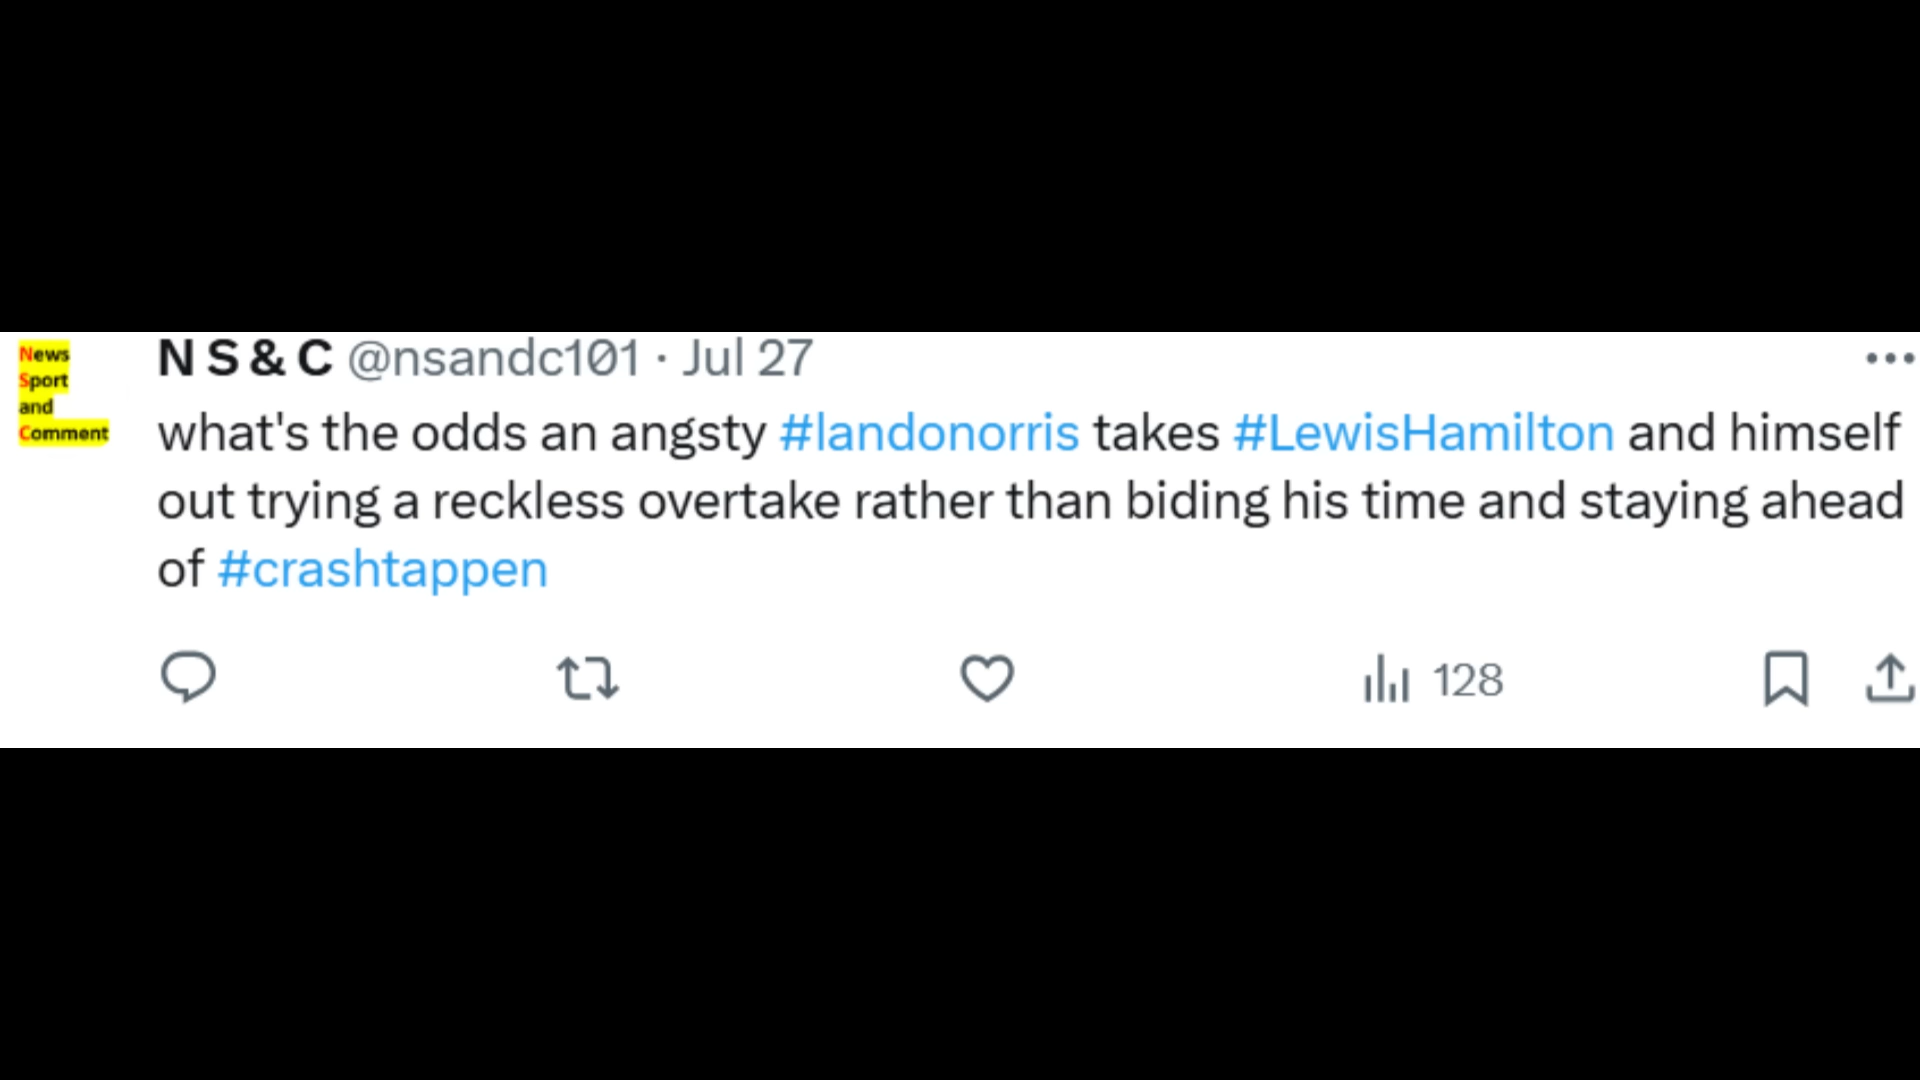 News
Sport
and
Comment
N S & C @nsandc101 · Jul 27
what's the odds an angsty #landonorris takes #LewisHamilton and himself
out trying a reckless overtake rather than biding his time and staying ahead
of #crashtappen
128